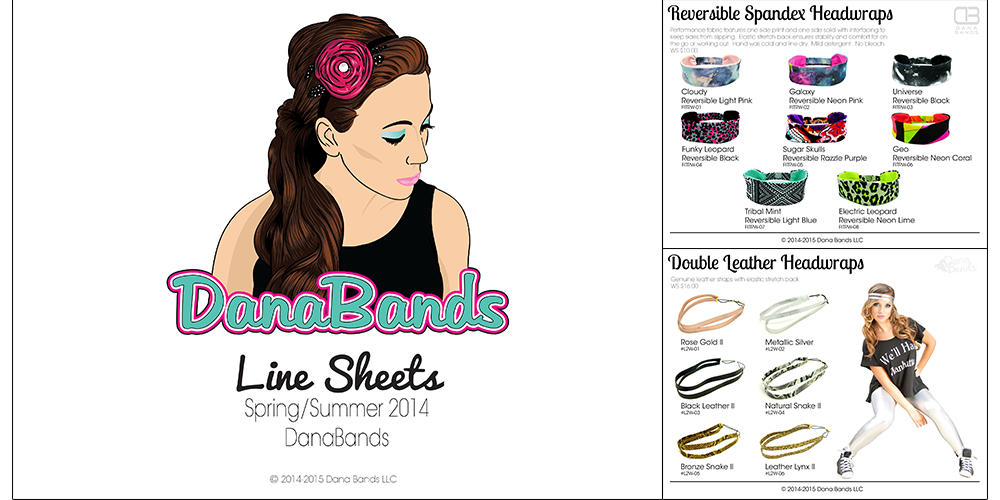 DanaBands
Line Sheets
Spring/Summer 2014
DanaBands
© 2014-2015 Dana Bands LLC
Reversible Spandex Headwraps
DB
DANA
BANDS
Performance fabric features one side print and one side solid with interfacing to
keep sides from slipping. Elastic stretch back ensures stability and comfort for on
the go or working out. Hand was cold and line dry. Mild detergent. No bleach.
WS $10.00
Cloudy
Reversible Light Pink
FITRW-01
Galaxy
Reversible Neon Pink
FITRW-02
Universe
Reversible Black
FITRW-03
Funky Leopard
Reversible Black
FITRW-04
Sugar Skulls
Reversible Razzle Purple
FITRW-05
Geo
Reversible Neon Coral
FITRW-06
Tribal Mint
Reversible Light Blue
FITRW-07
Electric Leopard
Reversible Neon Lime
FITRW-08
© 2014-2015 Dana Bands LLC
Double Leather Headwraps
Dana
Bands
Genuine leather straps with elastic stretch back
WS $16.00
Rose Gold II
#L2W-01
Metallic Silver
#L2W-02
Black Leather II
#L2W-03
Natural Snake II
#L2W-04
Bronze Snake II
#L2W-05
Leather Lynx II
#L2W-06
We'll Ha
© 2014-2015 Dana Bands LLC